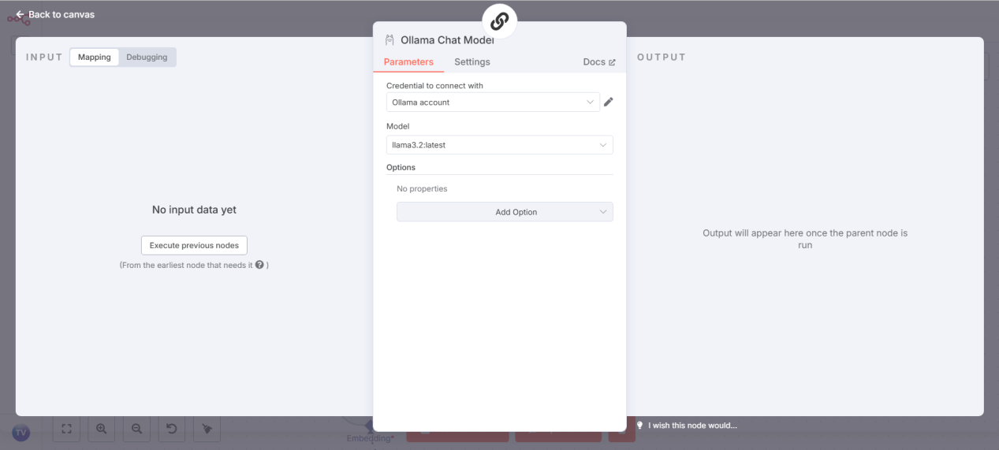 Back to canvas
INPUT
Mapping
Debugging
No input data yet
Execute previous nodes
(From the earliest node that needs it ? )
Ollama Chat Model
Parameters
Settings
Docs
Credential to connect with
Ollama account
Model
llama3.2:latest
Options
No properties
Add Option
OUTPUT
Output will appear here once the parent node is
run
TV
Embedding*
I wish this node would...